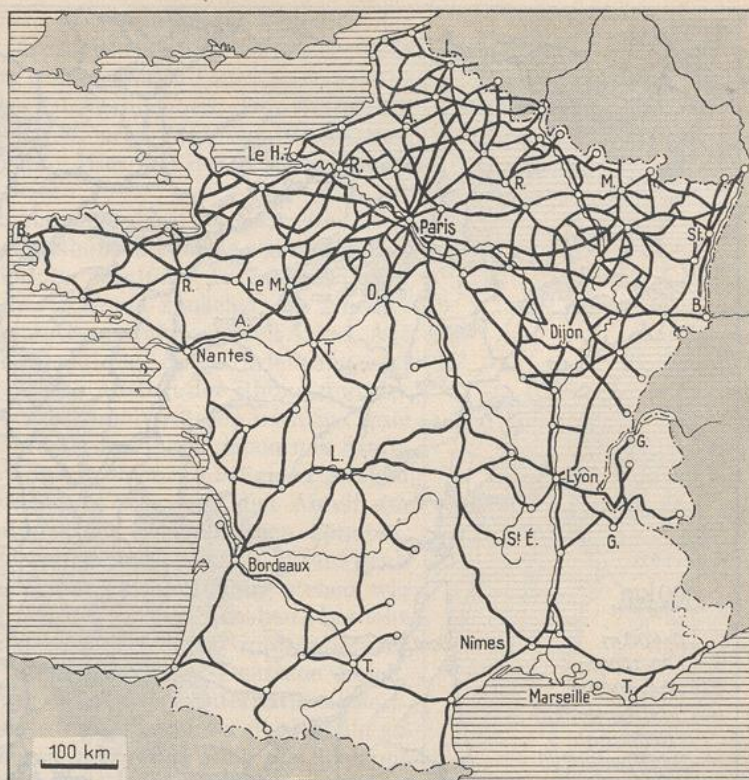 A.
Le H.
R.
R.
M.
Paris
St.
B.
R.
Le M.
O.
B.
A.
Dijon
Nantes
T.
L.
G.
Lyon
St É.
G.
Bordeaux
Nîmes
T.
Marseille
T.
100 km